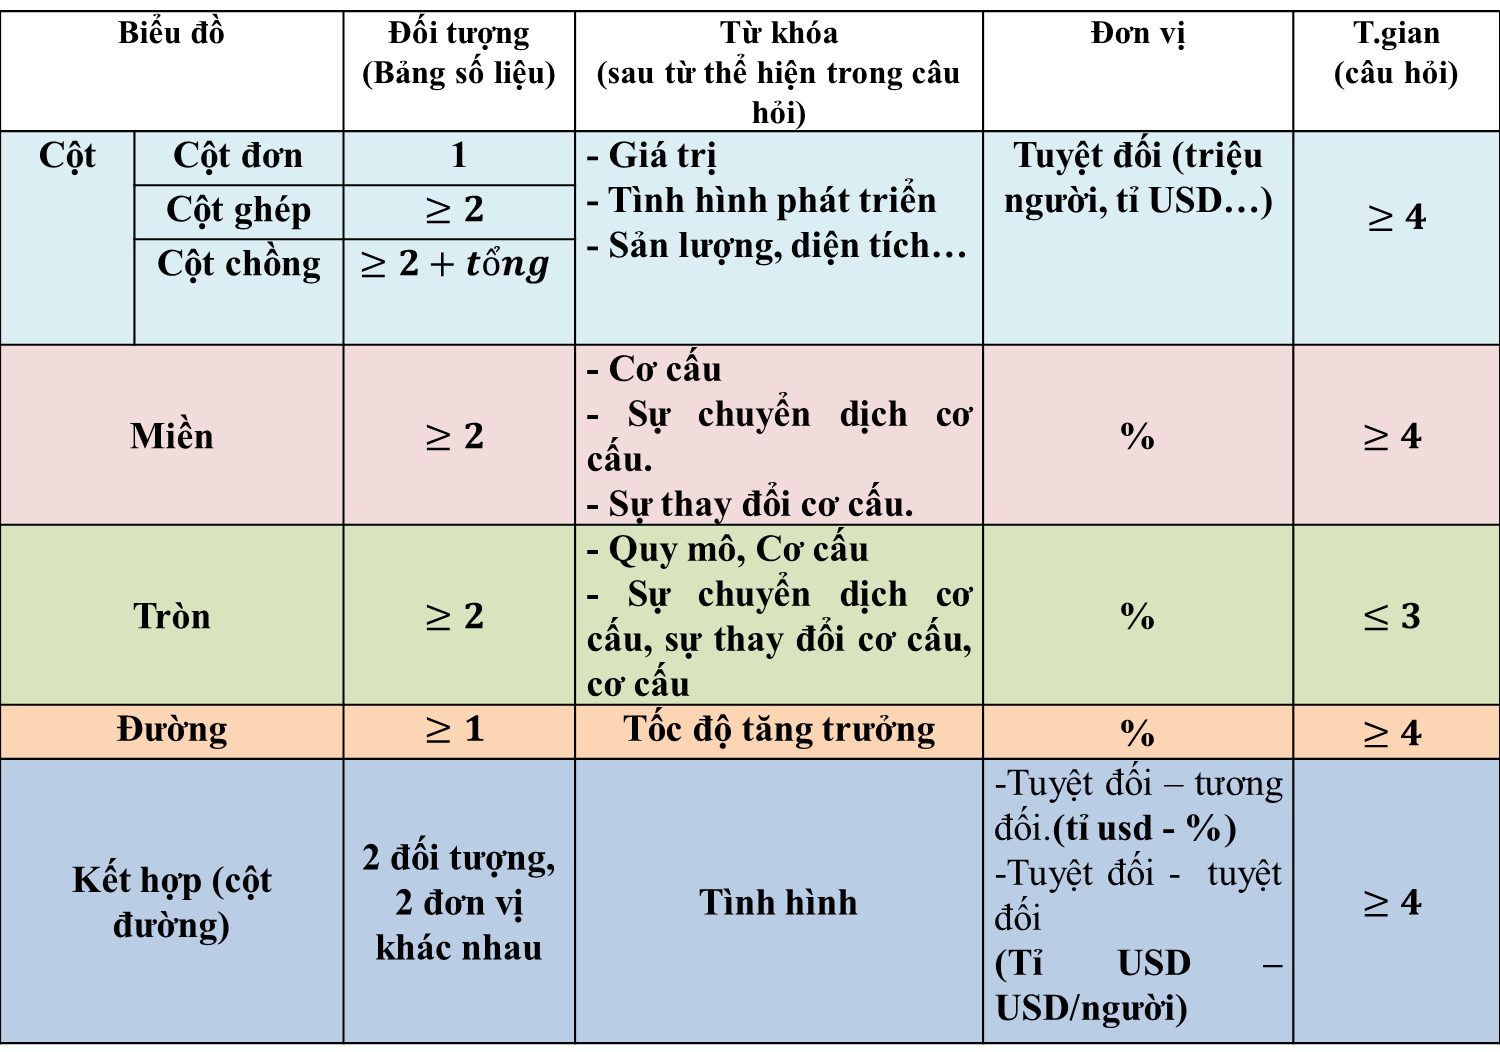 Biểu đồ
Đối tượng
(Bảng số liệu)
Từ khóa
(sau từ thể hiện trong câu
hỏi)
Đơn vị
T.gian
(câu hỏi)
Cột
Cột đơn
1
Cột ghép
≥ 2
Cột chồng
≥ 2 + tổng
- Giá trị
- Tình hình phát triển
- Sản lượng, diện tích…
Tuyệt đối (triệu
người, tỉ USD…)
≥ 4
Miền
≥ 2
- Cơ cấu
- Sự chuyển dịch cơ
cấu.
- Sự thay đổi cơ cấu.
%
≥ 4
Tròn
≥ 2
- Quy mô, Cơ cấu
- Sự chuyển dịch cơ
cấu, sự thay đổi cơ cấu,
cơ cấu
%
≤ 3
Đường
≥ 1
Tốc độ tăng trưởng
%
≥ 4
Kết hợp (cột
đường)
2 đối tượng,
2 đơn vị
khác nhau
Tình hình
-Tuyệt đối – tương
đối.(tỉ usd - %)
-Tuyệt đối - tuyệt
đối
(Tỉ USD –
USD/người)
≥ 4